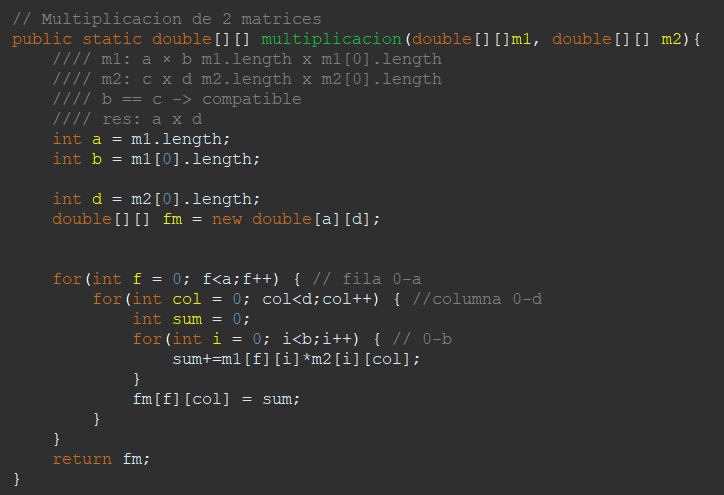 // Multiplicacion de 2 matrices
public static double[][] multiplicacion(double[][]m1, double[][] m2){
//// m1: a × b m1.length x m1[0].length
//// m2: c x d m2.length x m2[0].length
//// b == c -> compatible
//// res: a x d
int a = m1.length;
int b = m1[0].length;
int d = m2[0].length;
double[][] fm = new double[a][d];
for(int f = 0; f<a;f++) { // fila 0-a
for(int col = 0; col<d;col++) { //columna 0-d
int sum = 0;
for(int i = 0; i<b;i++) { // 0-b
sum+=m1[f][i]*m2[i][col];
}
fm[f][col] = sum;
}
}
return fm;
}